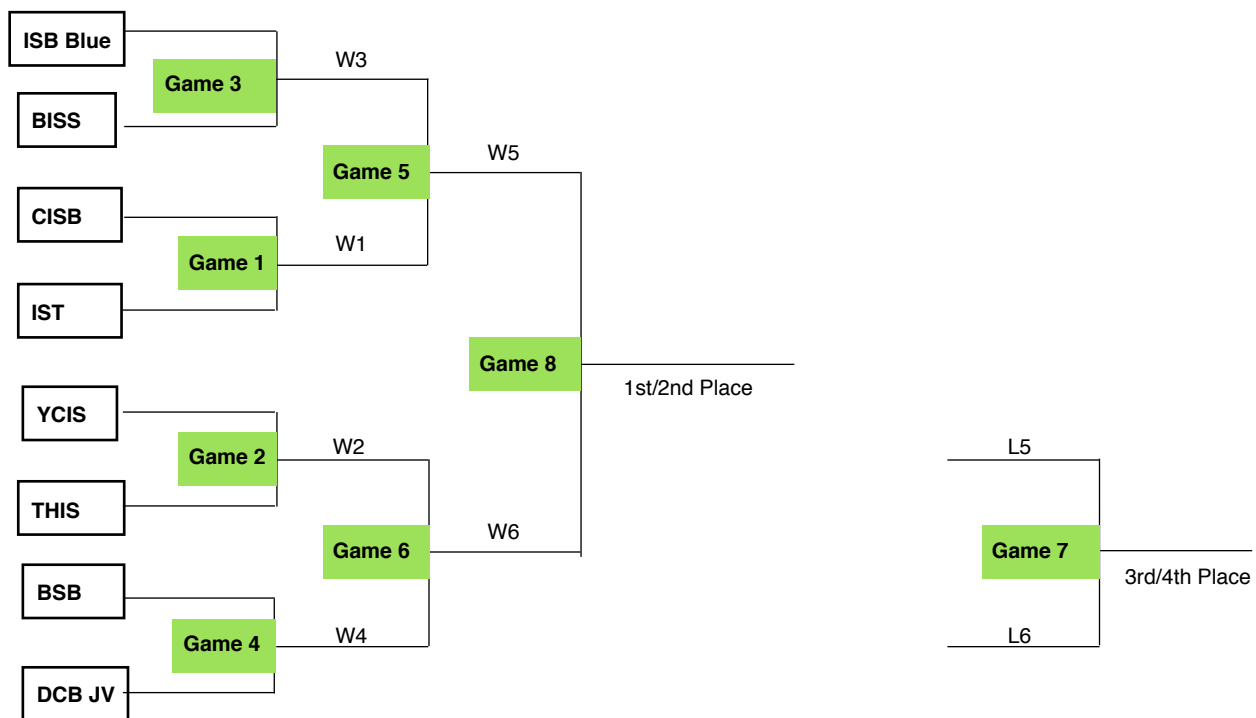 ISB Blue
W3
Game 3
BISS
W5
Game 5
CISB
W1
Game 1
IST
Game 8
1st/2nd Place
YCIS
W2
L5
Game 2
THIS
W6
Game 6
Game 7
3rd/4th Place
BSB
W4
L6
Game 4
DCB JV